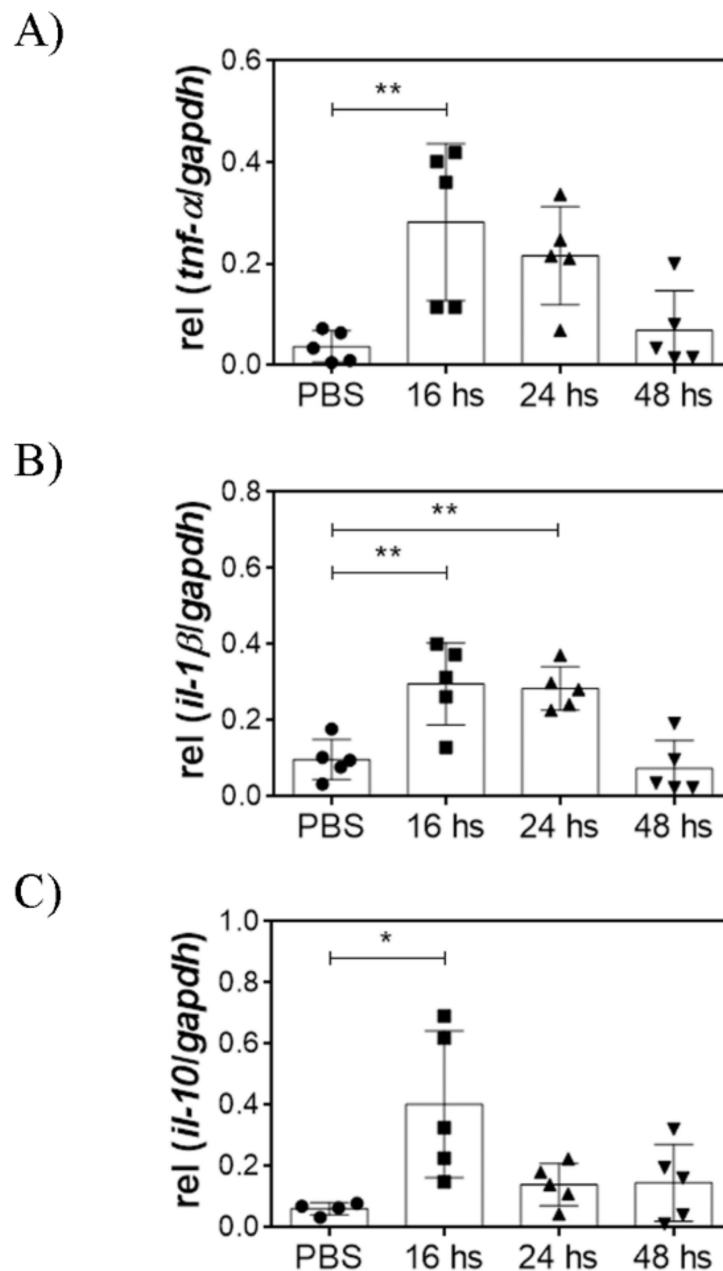 A)
rel (tnf-α/gapdh)
0.6
0.4
0.2
0.0
**
PBS 16 hs 24 hs 48 hs
B)
rel (il-1β/gapdh)
0.8
0.6
0.4
0.2
0.0
**
**
PBS 16 hs 24 hs 48 hs
C)
rel (il-10/gapdh)
1.0
0.8
0.6
0.4
0.2
0.0
*
PBS 16 hs 24 hs 48 hs